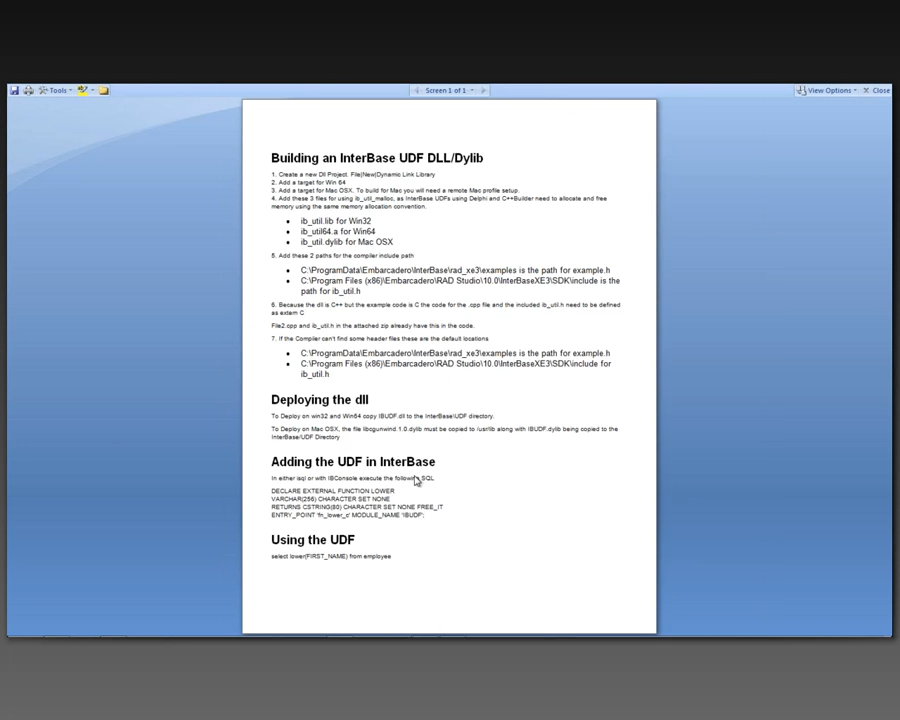 Tools
Screen 1 of 1
View Options
Close
Building an InterBase UDF DLL/Dylib
1. Create a new Dll Project. File|New|Dynamic Link Library
2. Add a target for Win 64
3. Add a target for Mac OSX. To build for Mac you will need a remote Mac profile setup.
4. Add these 3 files for using ib_util_malloc, as InterBase UDFs using Delphi and C++Builder need to allocate and free
memory using the same memory allocation convention.
• ib_util.lib for Win32
• ib_util64.a for Win64
• ib_util.dylib for Mac OSX
5. Add these 2 paths for the compiler include path
• C:\ProgramData\Embarcadero\InterBase\rad_xe3\examples is the path for example.h
• C:\Program Files (x86)\Embarcadero\RAD Studio\10.0\InterBaseXE3\SDK\include is the
path for ib_util.h
6. Because the dll is C++ but the example code is C the code for the .cpp file and the included ib_util.h need to be defined
as extern C
File2.cpp and ib_util.h in the attached zip already have this in the code.
7. If the Compiler can't find some header files these are the default locations
• C:\ProgramData\Embarcadero\InterBase\rad_xe3\examples is the path for example.h
• C:\Program Files (x86)\Embarcadero\RAD Studio\10.0\InterBaseXE3\SDK\include for
ib_util.h
Deploying the dll
To Deploy on win32 and Win64 copy IBUDF.dll to the InterBase\UDF directory.
To Deploy on Mac OSX, the file libcgunwind.1.0.dylib must be copied to /usr/lib along with IBUDF.dylib being copied to the
InterBase/UDF Directory
Adding the UDF in InterBase
In either isql or with IBConsole execute the following SQL
DECLARE EXTERNAL FUNCTION LOWER
VARCHAR(256) CHARACTER SET NONE
RETURNS CSTRING(80) CHARACTER SET NONE FREE_IT
ENTRY_POINT 'fn_lower_c' MODULE_NAME 'IBUDF';
Using the UDF
select lower(FIRST_NAME) from employee